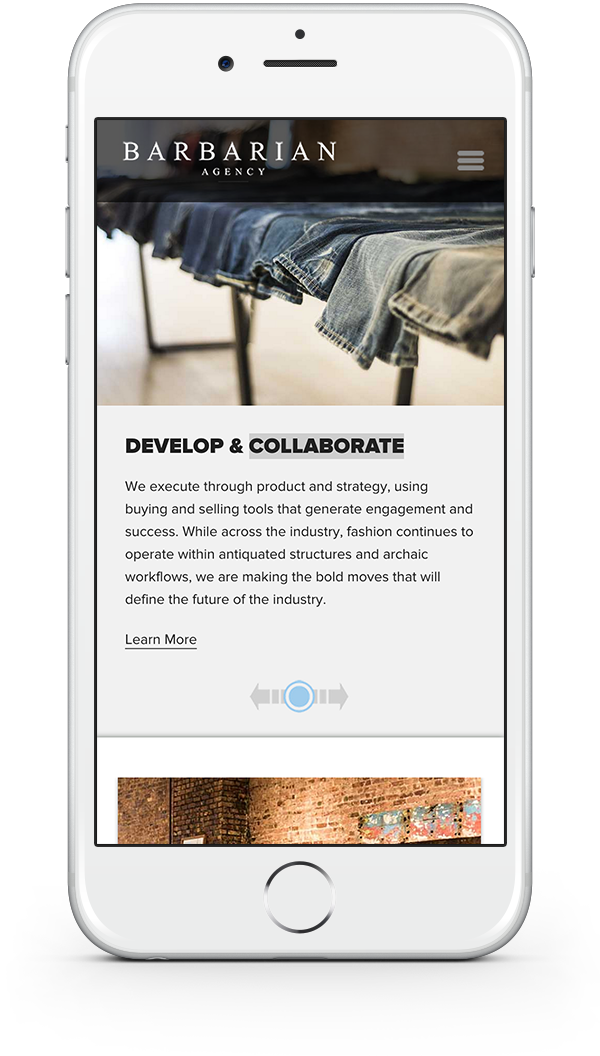 BARBARIAN
AGENCY
DEVELOP & COLLABORATE
We execute through product and strategy, using
buying and selling tools that generate engagement and
success. While across the industry, fashion continues to
operate within antiquated structures and archaic
workflows, we are making the bold moves that will
define the future of the industry.
Learn More